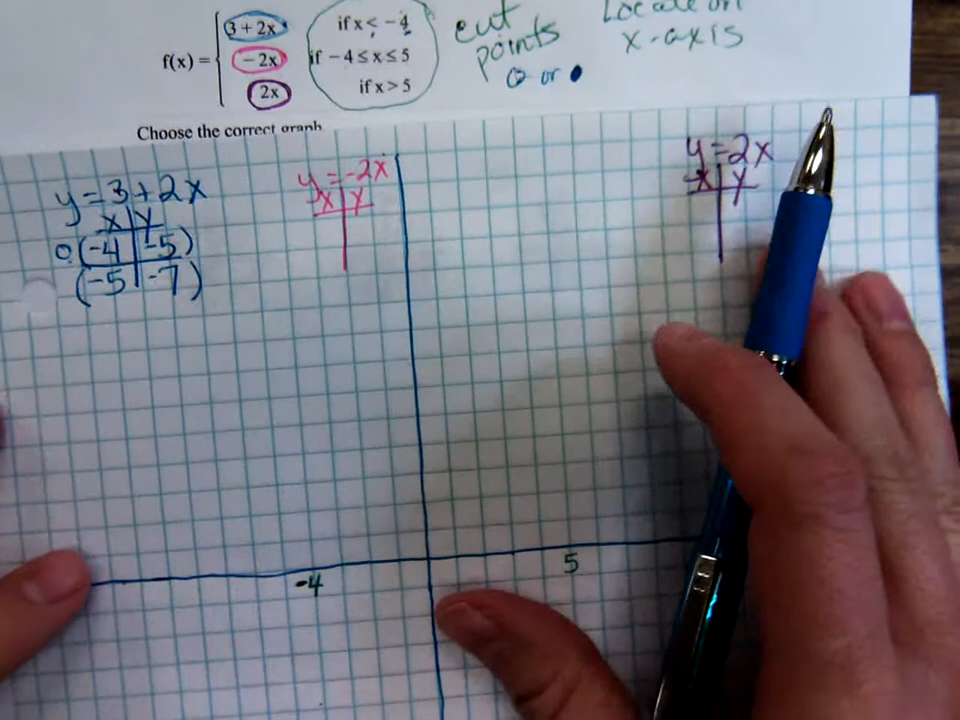 f(x) =
3 + 2x if x < -4
-2x if -4 ≤ x ≤ 5
2x if x > 5
cut
points
o or •
Locate on
x-axis
Choose the correct graph
y = 3 + 2x
x y
o (-4 -5)
(-5 -7)
y = -2x
x y
y = 2x
x y
-4
5